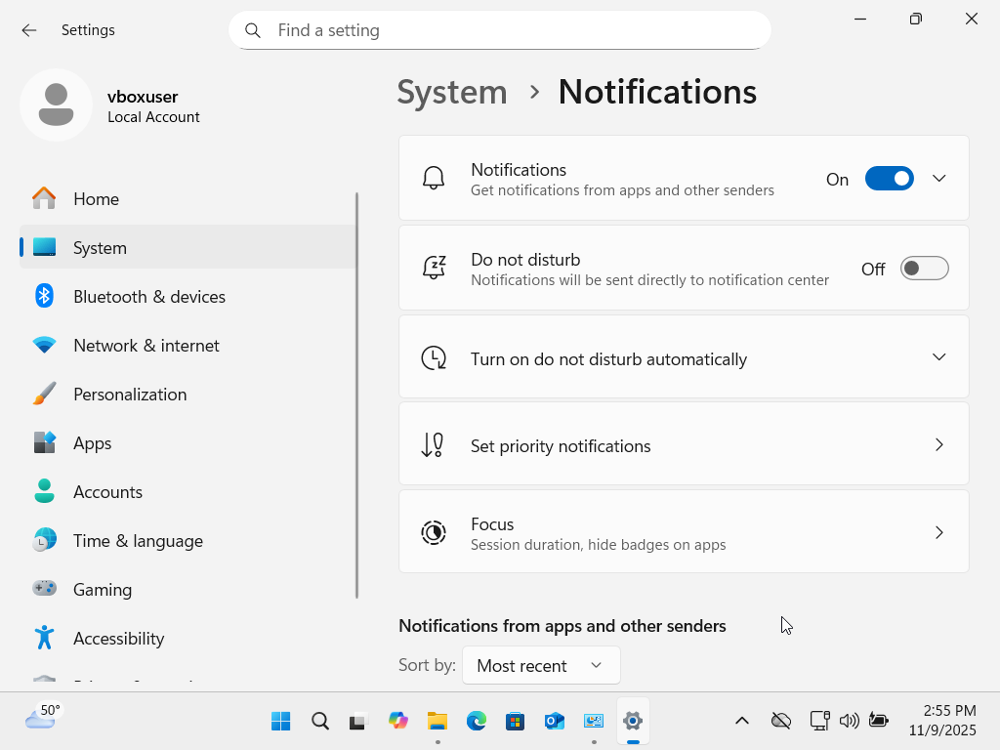 Settings
Find a setting
vboxuser
Local Account
Home
System
Bluetooth & devices
Network & internet
Personalization
Apps
Accounts
Time & language
Gaming
Accessibility
System > Notifications
Notifications
Get notifications from apps and other senders
On
Do not disturb
Notifications will be sent directly to notification center
Off
Turn on do not disturb automatically
Set priority notifications
Focus
Session duration, hide badges on apps
Notifications from apps and other senders
Sort by: Most recent
50°
2:55 PM
11/9/2025